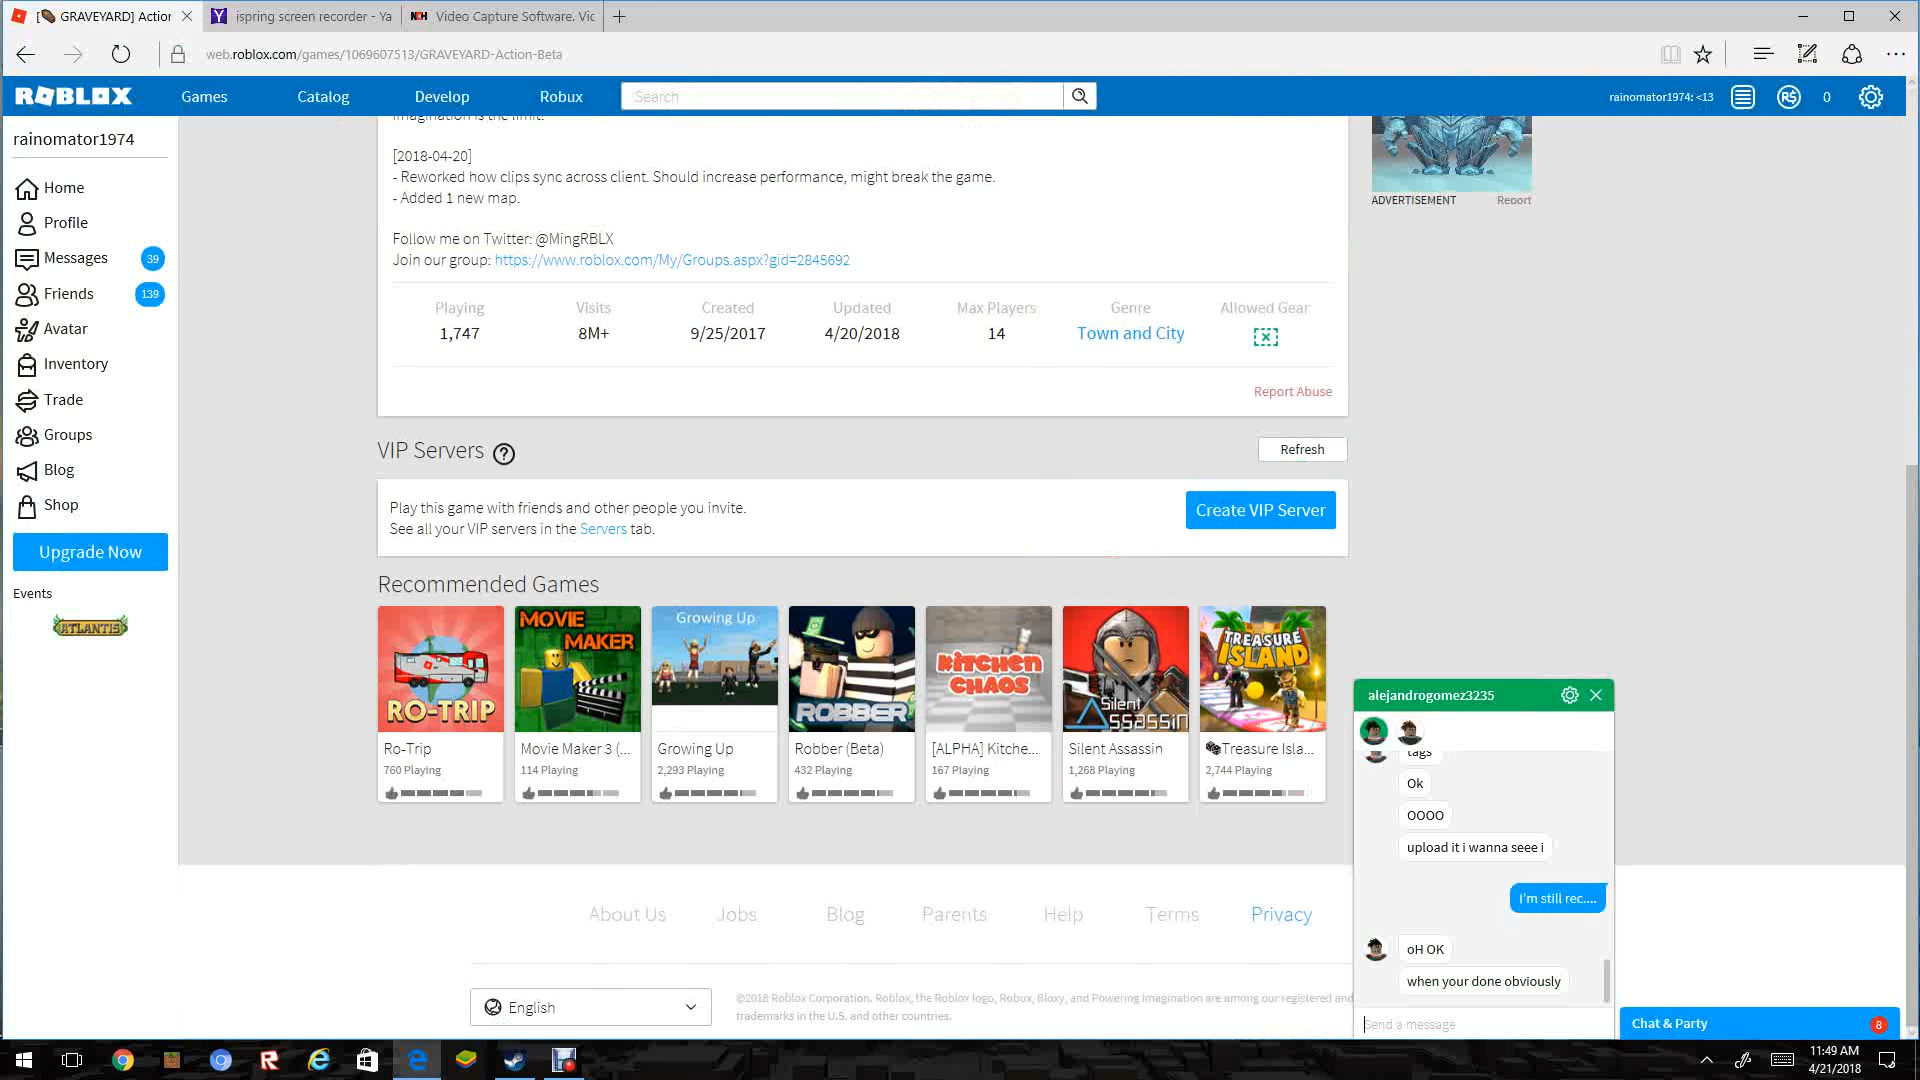 [⚰ GRAVEYARD] Action
ispring screen recorder - Ya
NCH Video Capture Software. Vic
web.roblox.com/games/1069607513/GRAVEYARD-Action-Beta
ROBLOX
Games
Catalog
Develop
Robux
Search
rainomator1974: <13
R$
0
rainomator1974
Home
Profile
Messages 39
Friends 139
Avatar
Inventory
Trade
Groups
Blog
Shop
Upgrade Now
Events
ATLANTIS
imagination is the limit.
[2018-04-20]
- Reworked how clips sync across client. Should increase performance, might break the game.
- Added 1 new map.
Follow me on Twitter: @MingRBLX
Join our group: https://www.roblox.com/My/Groups.aspx?gid=2845692
Playing Visits Created Updated Max Players Genre Allowed Gear
1,747 8M+ 9/25/2017 4/20/2018 14 Town and City
Report Abuse
ADVERTISEMENT Report
VIP Servers ?
Refresh
Play this game with friends and other people you invite.
See all your VIP servers in the Servers tab.
Create VIP Server
Recommended Games
RO-TRIP
Ro-Trip
760 Playing
MOVIE
MAKER
Movie Maker 3 (...
114 Playing
Growing Up
Growing Up
2,293 Playing
ROBBER
Robber (Beta)
432 Playing
KITCHEN
CHAOS
[ALPHA] Kitche...
167 Playing
Silent
Assassin
Silent Assassin
1,268 Playing
TREASURE
ISLAND
🎲Treasure Isla...
2,744 Playing
alejandrogomez3235
tags
Ok
OOOO
upload it i wanna seee i
I'm still rec....
oH OK
when your done obviously
Send a message
Chat & Party 8
About Us Jobs Blog Parents Help Terms Privacy
English
©2018 Roblox Corporation. Roblox, the Roblox logo, Robux, Bloxy, and Powering Imagination are among our registered and
trademarks in the U.S. and other countries.
11:49 AM
4/21/2018